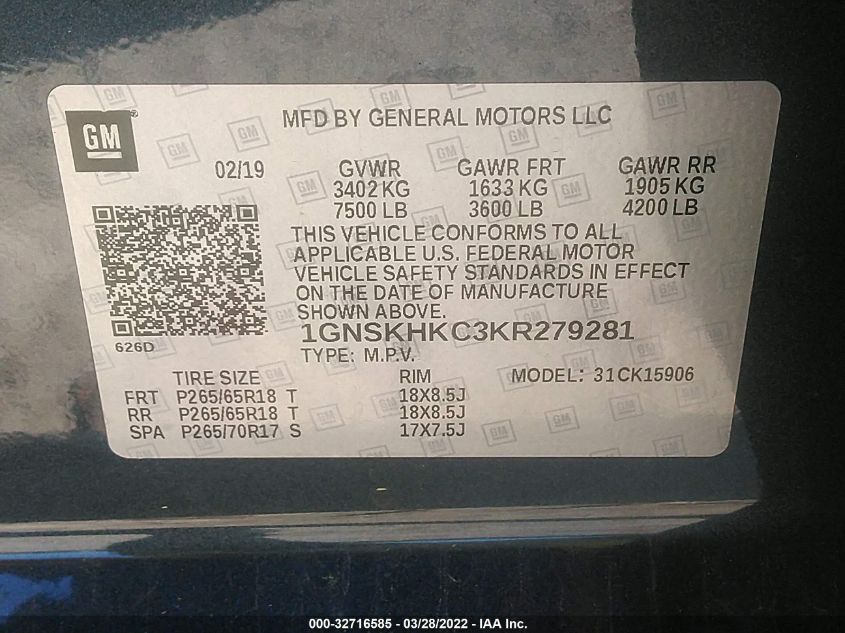 GM
MFD BY GENERAL MOTORS LLC
02/19 GVWR GAWR FRT GAWR RR
3402 KG 1633 KG 1905 KG
7500 LB 3600 LB 4200 LB
THIS VEHICLE CONFORMS TO ALL
APPLICABLE U.S. FEDERAL MOTOR
VEHICLE SAFETY STANDARDS IN EFFECT
ON THE DATE OF MANUFACTURE
SHOWN ABOVE.
1GNSKHKC3KR279281
626D
TYPE: M.P.V.
TIRE SIZE RIM MODEL: 31CK15906
FRT P265/65R18 T 18X8.5J
RR P265/65R18 T 18X8.5J
SPA P265/70R17 S 17X7.5J
000-32716585 - 03/28/2022 - IAA Inc.